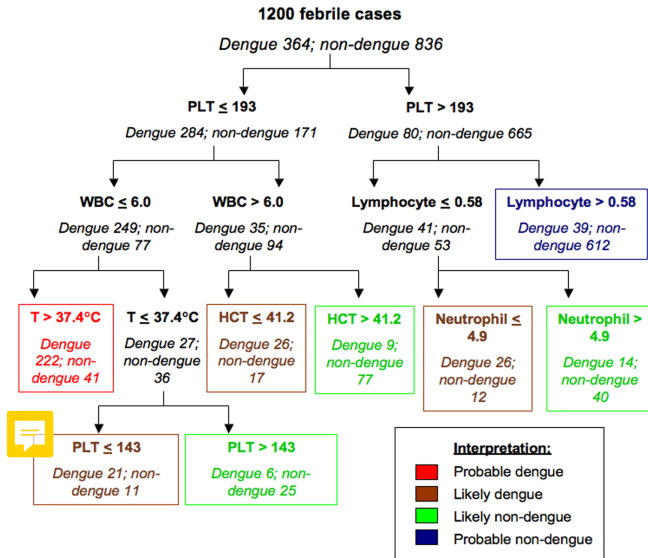 1200 febrile cases
Dengue 364; non-dengue 836
PLT ≤ 193
Dengue 284; non-dengue 171
PLT > 193
Dengue 80; non-dengue 665
WBC ≤ 6.0
Dengue 249; non-
dengue 77
WBC > 6.0
Dengue 35; non-
dengue 94
Lymphocyte ≤ 0.58
Dengue 41; non-dengue
53
Lymphocyte > 0.58
Dengue 39; non-
dengue 612
T > 37.4°C
Dengue
222; non-
dengue 41
T ≤ 37.4°C
Dengue 27;
non-dengue
36
HCT ≤ 41.2
Dengue 26;
non-dengue
17
HCT > 41.2
Dengue 9;
non-dengue
77
Neutrophil ≤
4.9
Dengue 26;
non-dengue
12
Neutrophil >
4.9
Dengue 14;
non-dengue
40
PLT ≤ 143
Dengue 21; non-
dengue 11
PLT > 143
Dengue 6; non-
dengue 25
Interpretation:
Probable dengue
Likely dengue
Likely non-dengue
Probable non-dengue